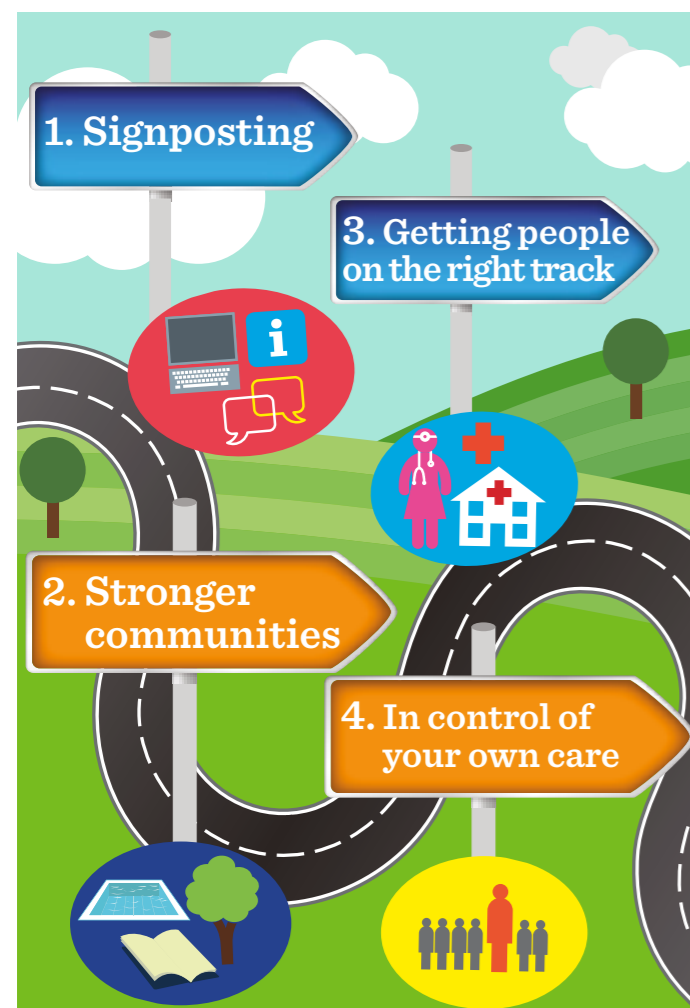 1. Signposting
i
2. Stronger
communities
3. Getting people
on the right track
4. In control of
your own care